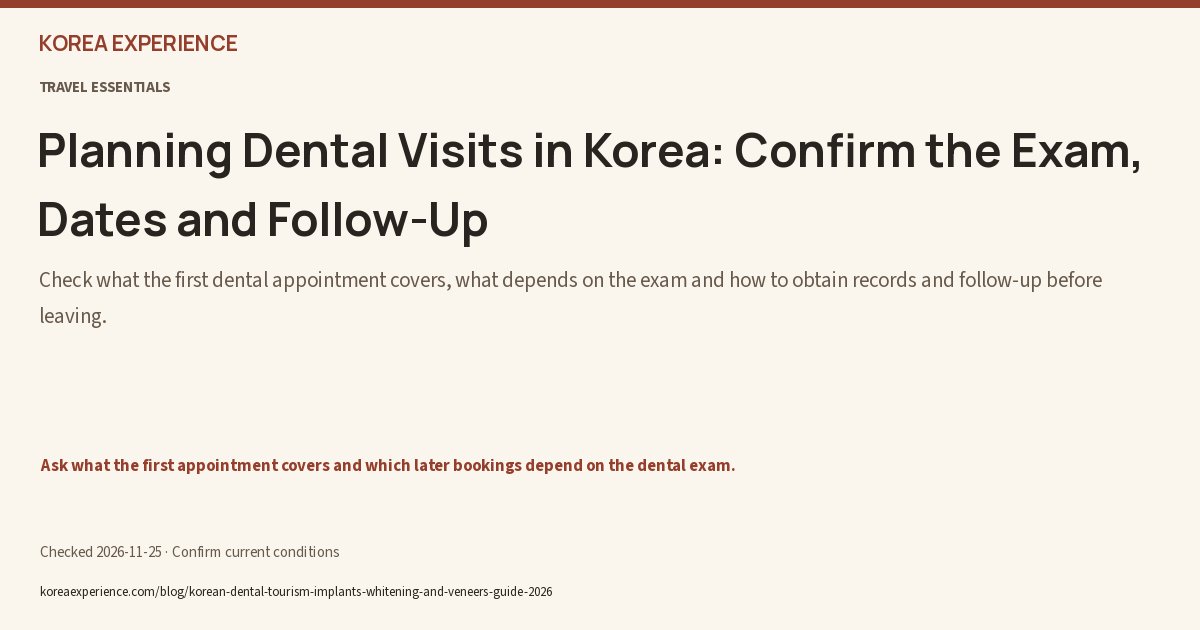 KOREA EXPERIENCE
TRAVEL ESSENTIALS
Planning Dental Visits in Korea: Confirm the Exam,
Dates and Follow-Up
Check what the first dental appointment covers, what depends on the exam and how to obtain records and follow-up before
leaving.
Ask what the first appointment covers and which later bookings depend on the dental exam.
Checked 2026-11-25 · Confirm current conditions
koreaexperience.com/blog/korean-dental-tourism-implants-whitening-and-veneers-guide-2026